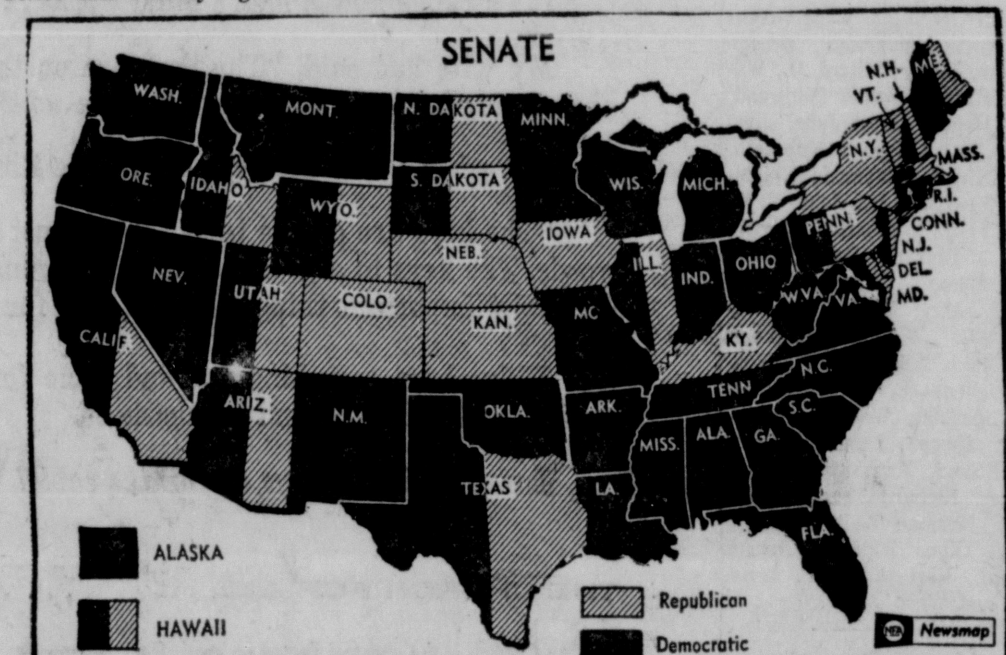 SENATE
WASH.
MONT.
N. DAKOTA
MINN.
N.H.
VT.
ME.
ORE.
IDAHO
WYO.
S. DAKOTA
WIS.
MICH.
N.Y.
MASS.
R.I.
CONN.
N.J.
DEL.
MD.
NEV.
UTAH
COLO.
NEB.
IOWA
ILL.
IND.
OHIO
PENN.
W.VA.
VA.
CALIF.
KAN.
MO
KY.
ARIZ.
N.M.
OKLA.
ARK.
TENN
N.C.
S.C.
TEXAS
LA.
MISS.
ALA.
GA.
FLA.
ALASKA
HAWAII
Republican
Democratic
NEA Newsmap